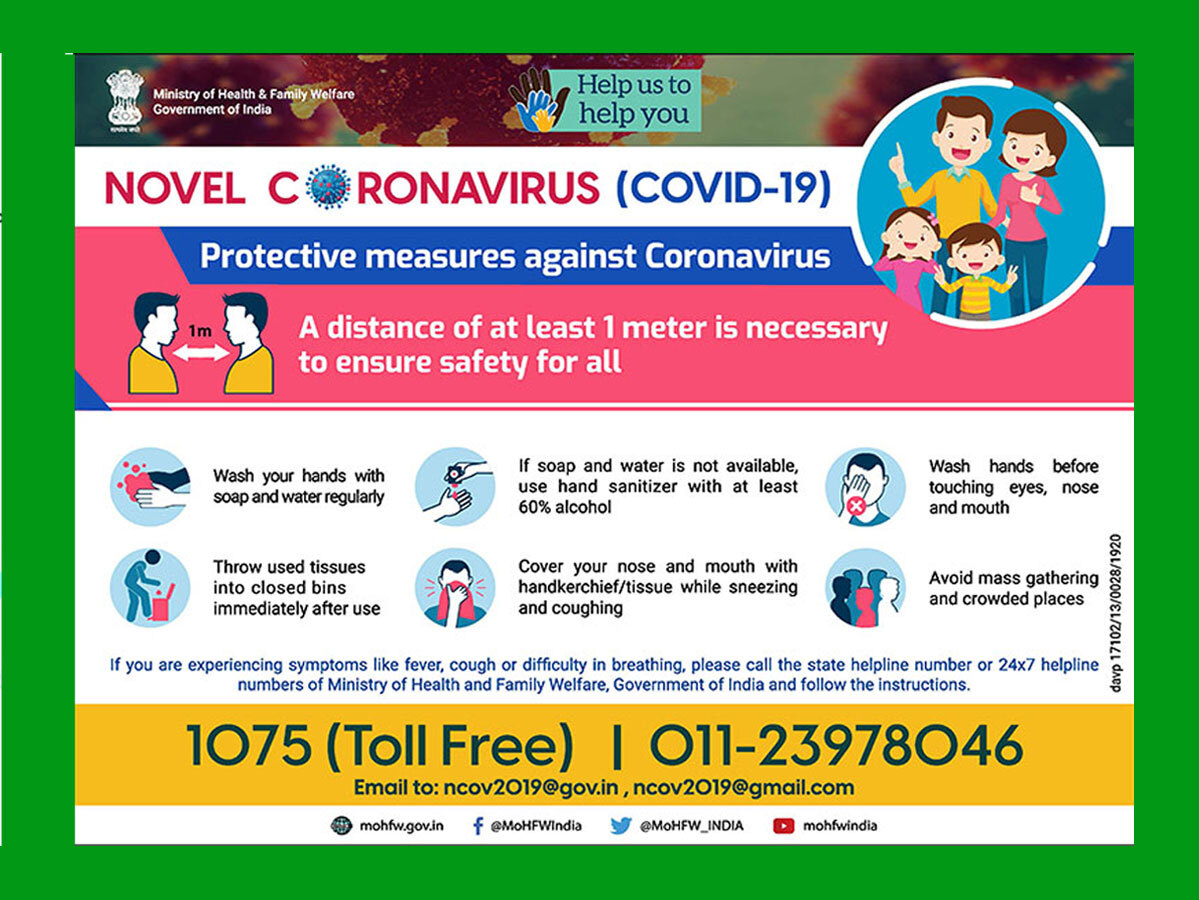 Ministry of Health & Family Welfare
Government of India
सत्यमेव जयते
Help us to
help you
NOVEL CORONAVIRUS (COVID-19)
Protective measures against Coronavirus
1m
A distance of at least 1 meter is necessary
to ensure safety for all
Wash your hands with
soap and water regularly
If soap and water is not available,
use hand sanitizer with at least
60% alcohol
Wash hands before
touching eyes, nose
and mouth
Throw used tissues
into closed bins
immediately after use
Cover your nose and mouth with
handkerchief/tissue while sneezing
and coughing
Avoid mass gathering
and crowded places
davp 17102/13/0028/1920
If you are experiencing symptoms like fever, cough or difficulty in breathing, please call the state helpline number or 24x7 helpline
numbers of Ministry of Health and Family Welfare, Government of India and follow the instructions.
1075 (Toll Free) | 011-23978046
Email to: ncov2019@gov.in , ncov2019@gmail.com
mohfw.gov.in @MoHFWIndia @MoHFW_INDIA mohfwindia